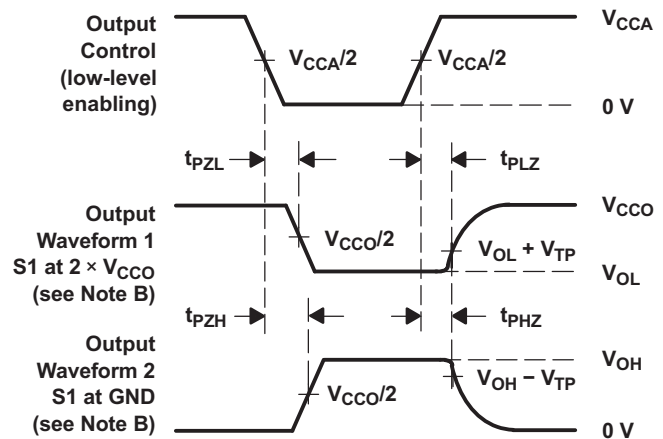 Output
Control
(low-level
enabling)
V_CCA/2
V_CCA/2
V_CCA
0 V
t_PZL
t_PLZ
Output
Waveform 1
S1 at 2 × V_CCO
(see Note B)
V_CCO/2
V_CCO
V_OL + V_TP
V_OL
t_PZH
t_PHZ
Output
Waveform 2
S1 at GND
(see Note B)
V_CCO/2
V_OH
V_OH − V_TP
0 V